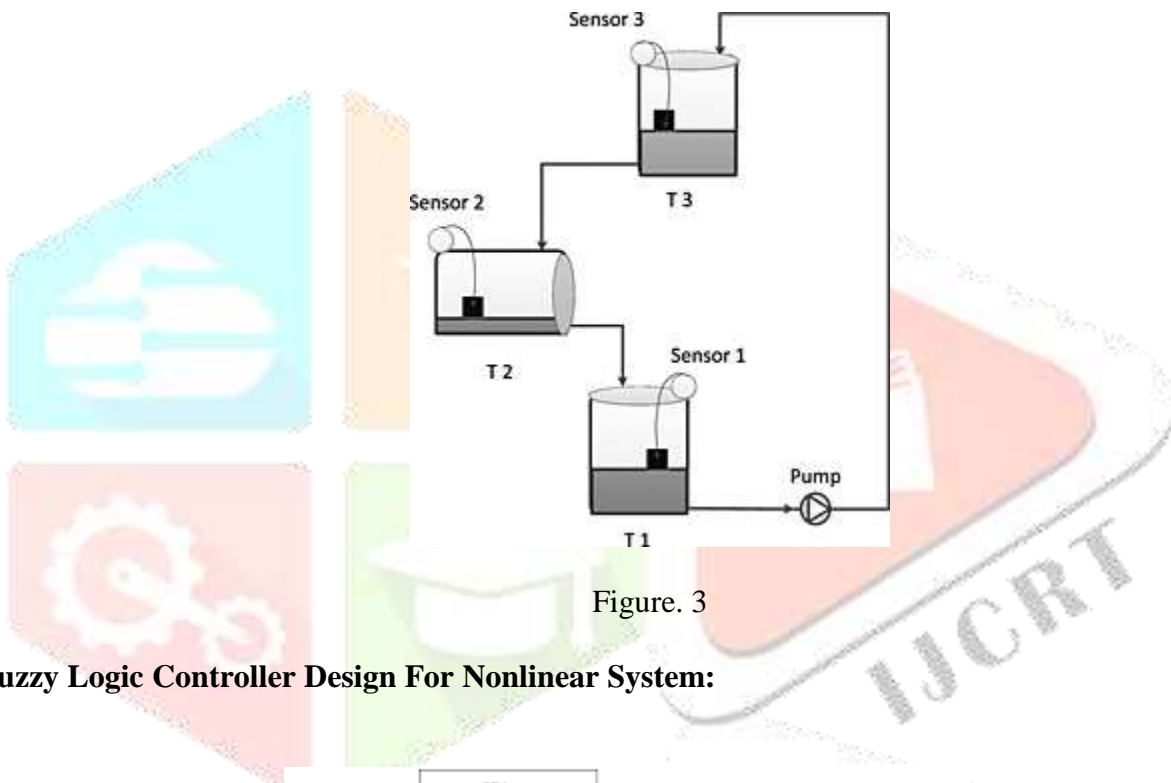 Sensor 3
T 3
Sensor 2
T 2
Sensor 1
Pump
T 1
Figure. 3
IJCRT
uzzy Logic Controller Design For Nonlinear System: